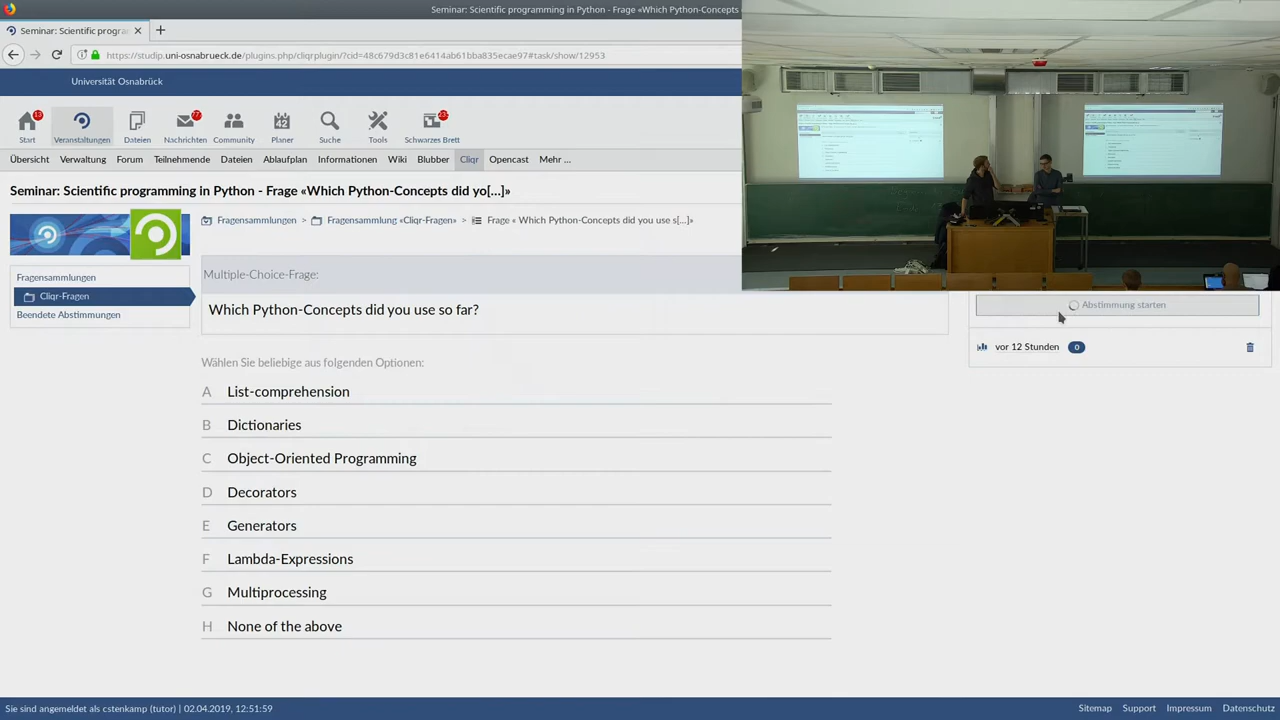 Seminar: Scientific programming in Python - Frage «Which Python-Concepts
Seminar: Scientific progra
https://studip.uni-osnabrueck.de/plugins.php/cliqrplugin/?cid=48c679d3c81e6414ab61bba5835ecae97#task/show/12953
Universität Osnabrück
13
77
Start
Veranstaltungen
Dateien
Nachrichten
Community
Planer
Suche
Tools
Schwarzes Brett
Übersicht
Verwaltung
Forum
Teilnehmende
Dateien
Ablaufplan
Informationen
Wiki
Blubber
Cliqr
Opencast
Mehr...
Seminar: Scientific programming in Python - Frage «Which Python-Concepts did yo[...]»
Fragensammlungen > Fragensammlung «Cliqr-Fragen» > Frage « Which Python-Concepts did you use s[...]»
Fragensammlungen
Cliqr-Fragen
Beendete Abstimmungen
Multiple-Choice-Frage:
Which Python-Concepts did you use so far?
Wählen Sie beliebige aus folgenden Optionen:
A List-comprehension
B Dictionaries
C Object-Oriented Programming
D Decorators
E Generators
F Lambda-Expressions
G Multiprocessing
H None of the above
Abstimmung starten
vor 12 Stunden 0
Sie sind angemeldet als cstenkamp (tutor) | 02.04.2019, 12:51:59
Sitemap
Support
Impressum
Datenschutz